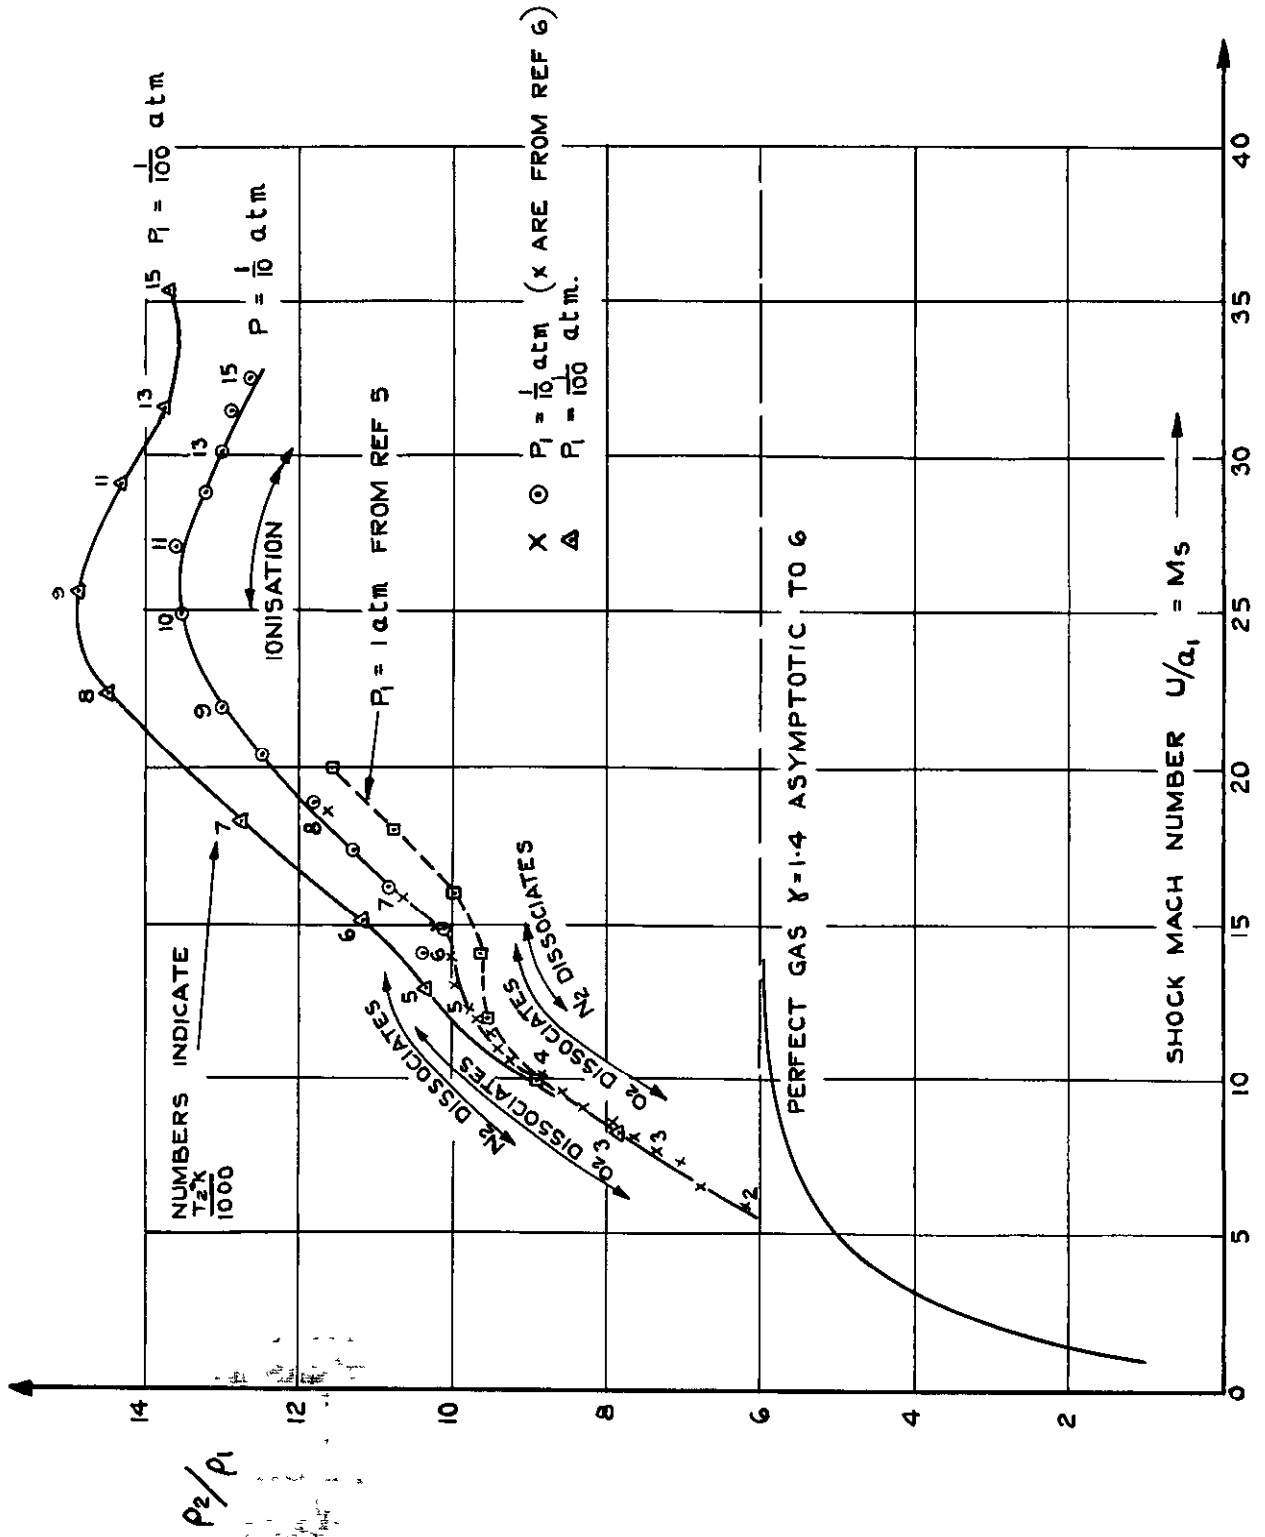 ρ2/ρ1
14
12
10
8
6
4
2
0
5
10
15
20
25
30
35
40
SHOCK MACH NUMBER U/a1 = MS
NUMBERS INDICATE
T2°K
1000
N2 DISSOCIATES
O2 DISSOCIATES
O2 DISSOCIATES
N2 DISSOCIATES
IONISATION
P1 = 1/100 atm
P = 1/10 atm
P1 = 1 atm FROM REF 5
X ⊙ P1 = 1/10 atm (X ARE FROM REF 6)
△ P1 = 1/100 atm.
PERFECT GAS γ=1.4 ASYMPTOTIC TO 6
5
6
7
8
9
11
13
15
2
3
3
4
5
6
7
8
9
10
11
13
15